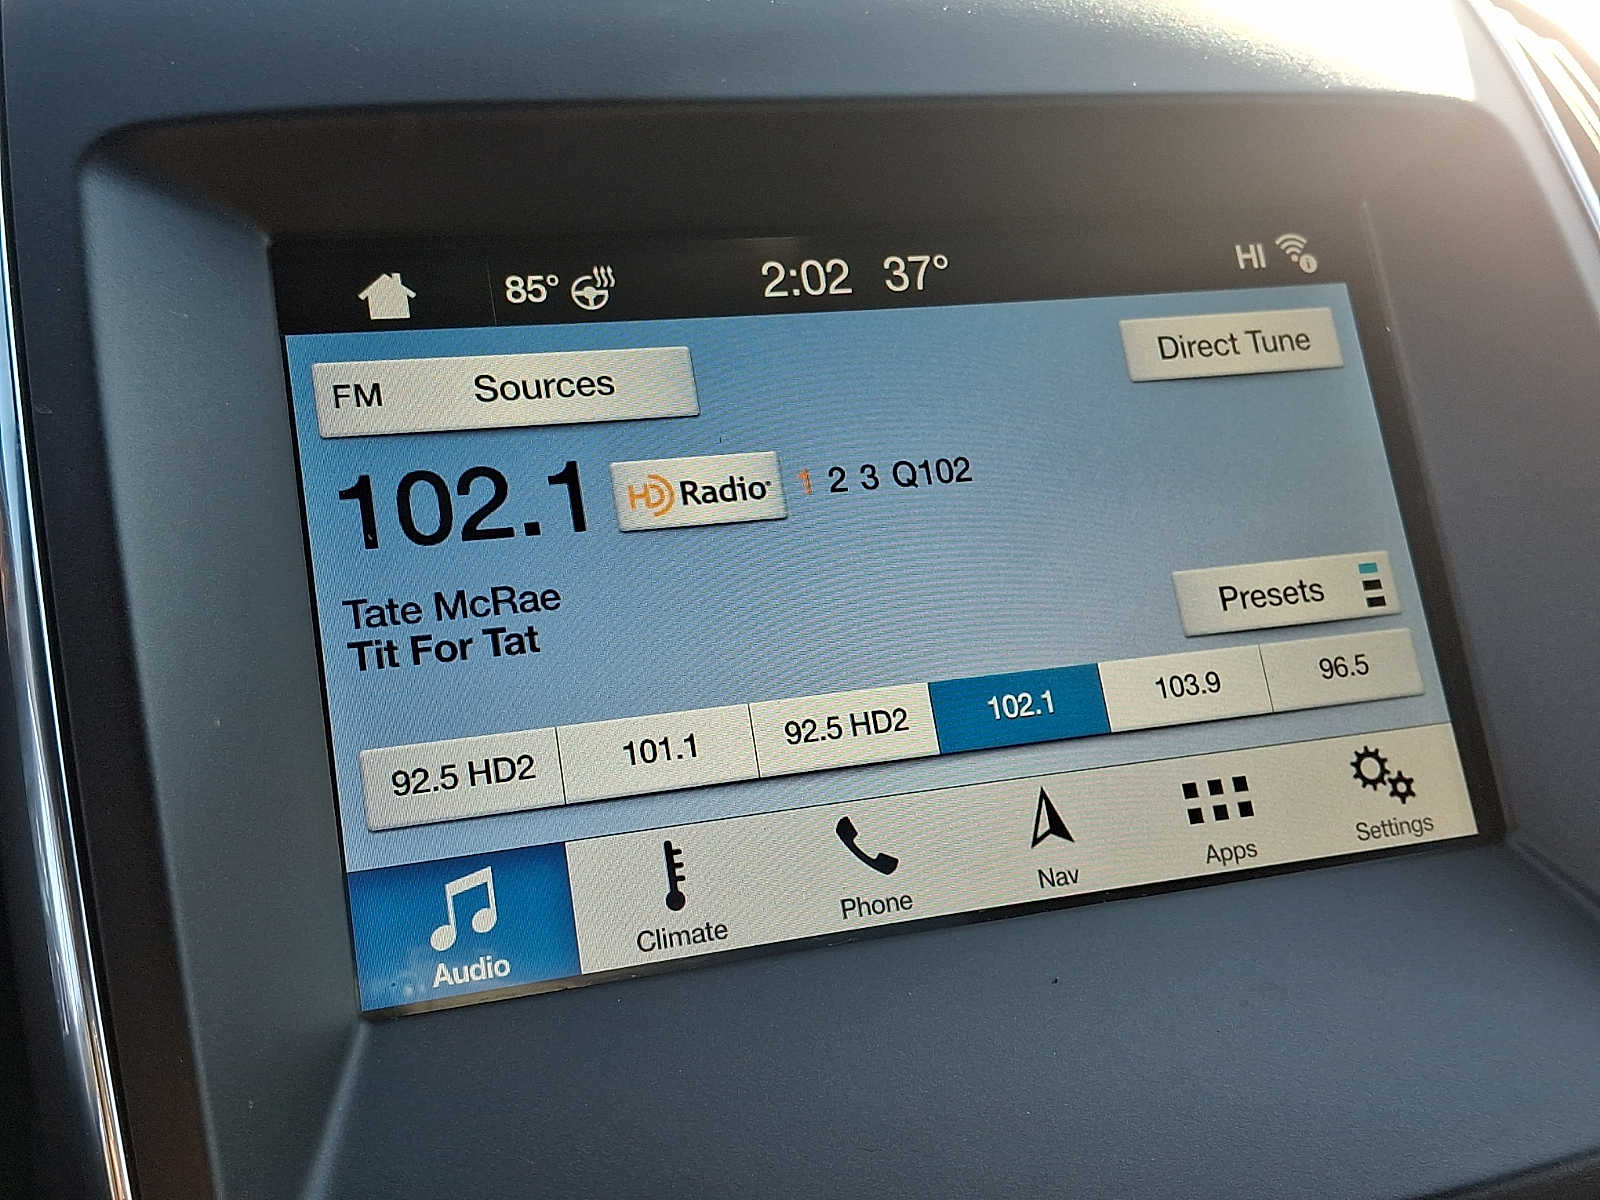 85° 2:02 37° HI
FM Sources Direct Tune
102.1 HD Radio 1 2 3 Q102
Tate McRae
Tit For Tat
Presets
92.5 HD2 101.1 92.5 HD2 102.1 103.9 96.5
Audio Climate Phone Nav Apps Settings